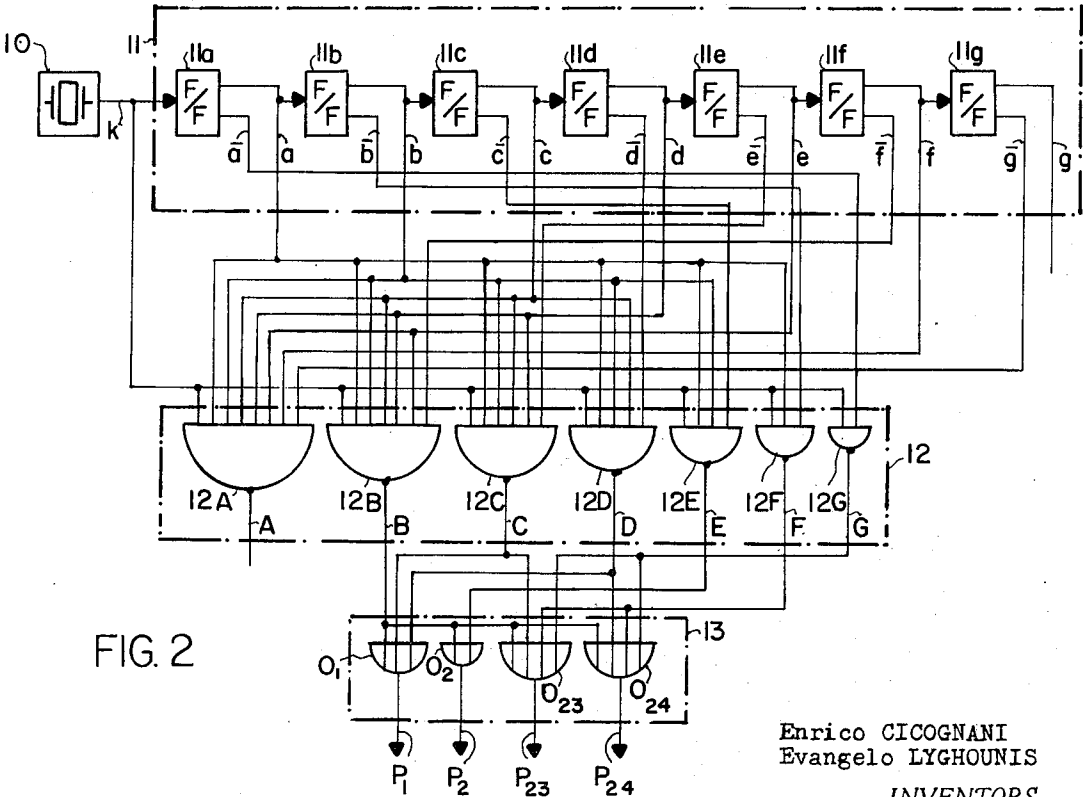 10
11
11a 11b 11c 11d 11e 11f 11g
F/F F/F F/F F/F F/F F/F F/F
k
a̅ a b̅ b c̅ c d̅ d e̅ e f̅ f g̅ g
12
12A 12B 12C 12D 12E 12F 12G
A B C D E F G
13
FIG. 2
O1 O2 O23 O24
P1 P2 P23 P24
Enrico CICOGNANI
Evangelo LYGHOUNIS
INVENTORS